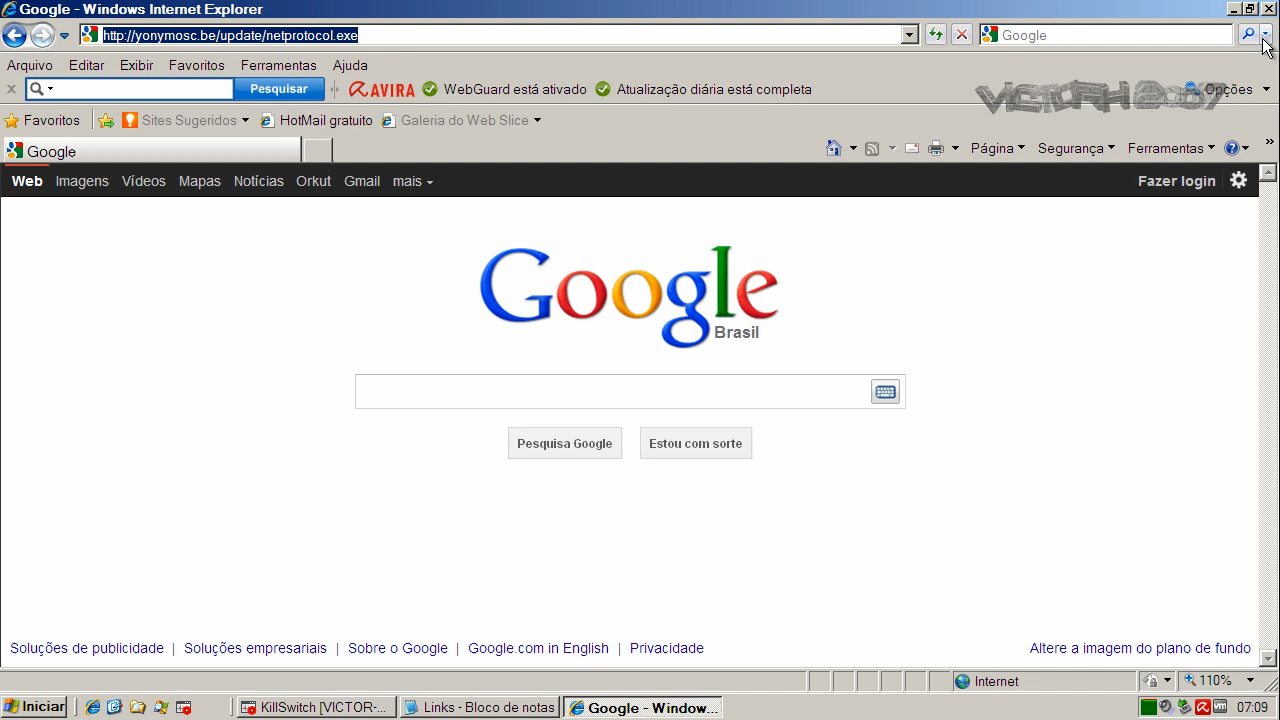 Google - Windows Internet Explorer
http://yonymosc.be/update/netprotocol.exe
Google
Arquivo Editar Exibir Favoritos Ferramentas Ajuda
Pesquisar AVIRA WebGuard está ativado Atualização diária está completa Opções
VICTORH2007
Favoritos Sites Sugeridos HotMail gratuito Galeria do Web Slice
Google Página Segurança Ferramentas
Web Imagens Vídeos Mapas Notícias Orkut Gmail mais Fazer login
Google
Brasil
Pesquisa Google Estou com sorte
Soluções de publicidade | Soluções empresariais | Sobre o Google | Google.com in English | Privacidade Altere a imagem do plano de fundo
Internet 110%
Iniciar KillSwitch [VICTOR-... Links - Bloco de notas Google - Window... 07:09